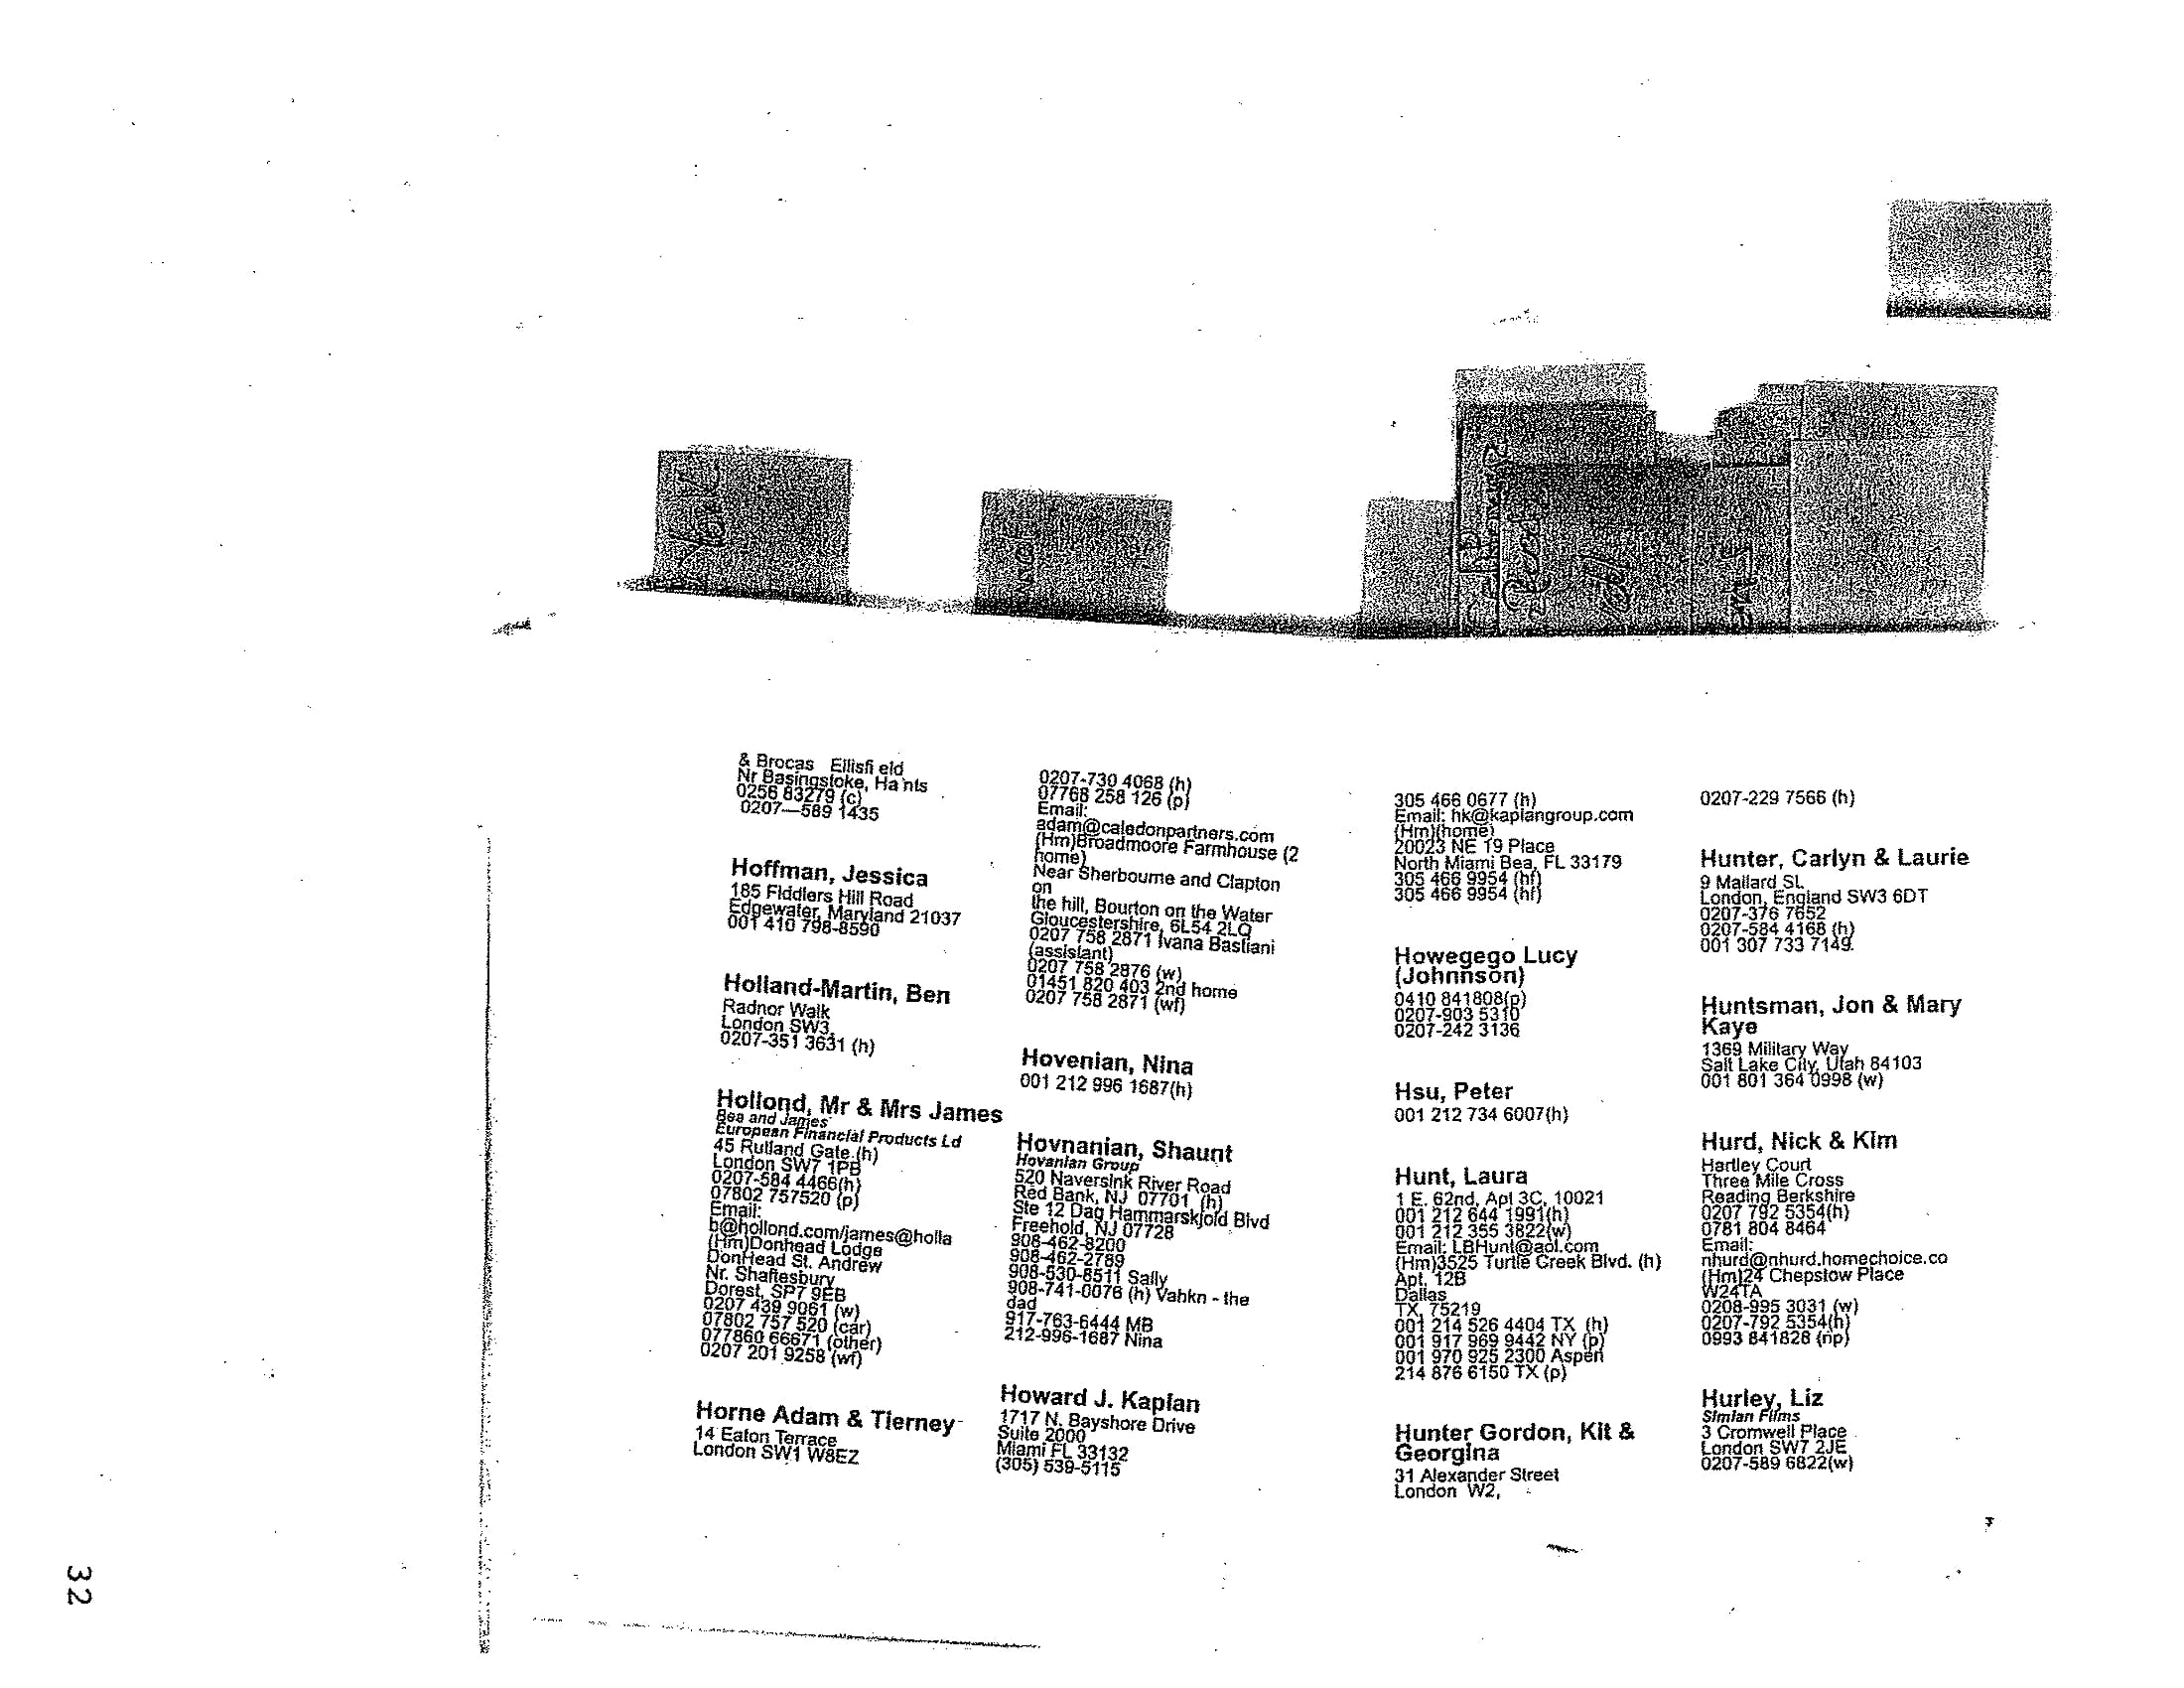 & Brocas Ellisfi eld
Nr Basingstoke, Ha nts
0256 83279 (c)
0207—589 1435
Hoffman, Jessica
185 Fiddlers Hill Road
Edgewater, Maryland 21037
001 410 798-8590
Holland-Martin, Ben
Radnor Walk
London SW3,
0207-351 3631 (h)
Hollond, Mr & Mrs James
Bea and James
European Financial Products Ld
45 Rutland Gate (h)
London SW7 1PB
0207-584 4466(h)
07802 757520 (p)
Email:
b@hollond.com/james@holla
(Hm)Donhead Lodge
DonHead St. Andrew
Nr. Shaftesbury
Dorest, SP7 9EB
0207 439 9061 (w)
07802 757 520 (car)
077860 66671 (other)
0207 201 9258 (wf)
Horne Adam & Tierney
14 Eaton Terrace
London SW1 W8EZ
0207-730 4068 (h)
07768 258 126 (p)
Email:
adam@caledonpartners.com
(Hm)Broadmoore Farmhouse (2
home)
Near Sherbourne and Clapton
on
the hill, Bourton on the Water
Gloucestershire, 6L54 2LQ
0207 758 2871 Ivana Bastiani
(assistant)
0207 758 2876 (w)
01451 820 403 2nd home
0207 758 2871 (wf)
Hovenian, Nina
001 212 996 1687(h)
Hovnanian, Shaunt
Hovanian Group
520 Naversink River Road
Red Bank, NJ 07701 (h)
Ste 12 Dag Hammarskjold Blvd
Freehold, NJ 07728
908-462-8200
908-462-2789
908-530-8511 Sally
908-741-0076 (h) Vahkn - the
dad
917-763-6444 MB
212-996-1687 Nina
Howard J. Kaplan
1717 N. Bayshore Drive
Suite 2000
Miami FL 33132
(305) 539-5115
305 466 0677 (h)
Email: hk@kaplangroup.com
(Hm)(home)
20023 NE 19 Place
North Miami Bea, FL 33179
305 466 9954 (hf)
305 466 9954 (hf)
Howegego Lucy
(Johnnson)
0410 841808(p)
0207-903 5310
0207-242 3136
Hsu, Peter
001 212 734 6007(h)
Hunt, Laura
1 E. 62nd, Apt 3C, 10021
001 212 644 1991(h)
001 212 355 3822(w)
Email: LBHunt@aol.com
(Hm)3525 Turtle Creek Blvd. (h)
Apt. 12B
Dallas
TX, 75219
001 214 526 4404 TX (h)
001 917 969 9442 NY (p)
001 970 925 2300 Aspen
214 876 6150 TX (p)
Hunter Gordon, Kit &
Georgina
31 Alexander Street
London W2,
0207-229 7566 (h)
Hunter, Carlyn & Laurie
9 Mallard St.
London, England SW3 6DT
0207-376 7652
0207-584 4168 (h)
001 307 733 7149.
Huntsman, Jon & Mary
Kaye
1369 Military Way
Salt Lake City, Utah 84103
001 801 364 0998 (w)
Hurd, Nick & Kim
Hartley Court
Three Mile Cross
Reading Berkshire
0207 792 5354(h)
0781 804 8464
Email:
nhurd@nhurd.homechoice.co
(Hm)24 Chepstow Place
W24TA
0208-995 3031 (w)
0207-792 5354(h)
0993 841828 (np)
Hurley, Liz
Simian Films
3 Cromwell Place
London SW7 2JE
0207-589 6822(w)
32